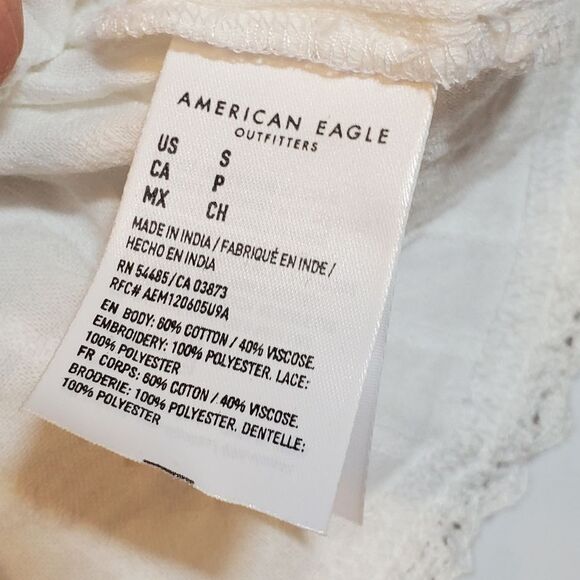 AMERICAN EAGLE
OUTFITTERS
US S
CA P
MX CH
MADE IN INDIA / FABRIQUÉ EN INDE /
HECHO EN INDIA
RN 54485/CA 03873
RFC# AEM120605U9A
EN BODY: 60% COTTON / 40% VISCOSE.
EMBROIDERY: 100% POLYESTER. LACE:
100% POLYESTER
FR CORPS: 60% COTON / 40% VISCOSE.
BRODERIE: 100% POLYESTER. DENTELLE:
100% POLYESTER